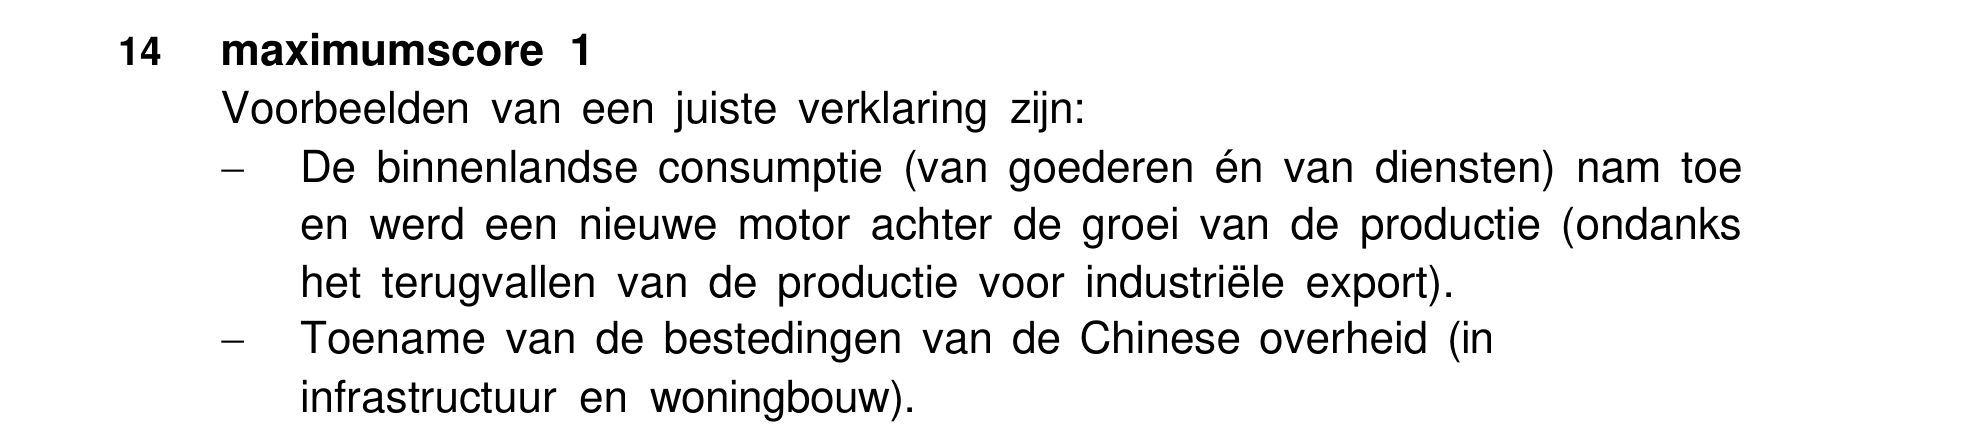 14 maximumscore 1
Voorbeelden van een juiste verklaring zijn:
– De binnenlandse consumptie (van goederen én van diensten) nam toe
en werd een nieuwe motor achter de groei van de productie (ondanks
het terugvallen van de productie voor industriële export).
– Toename van de bestedingen van de Chinese overheid (in
infrastructuur en woningbouw).